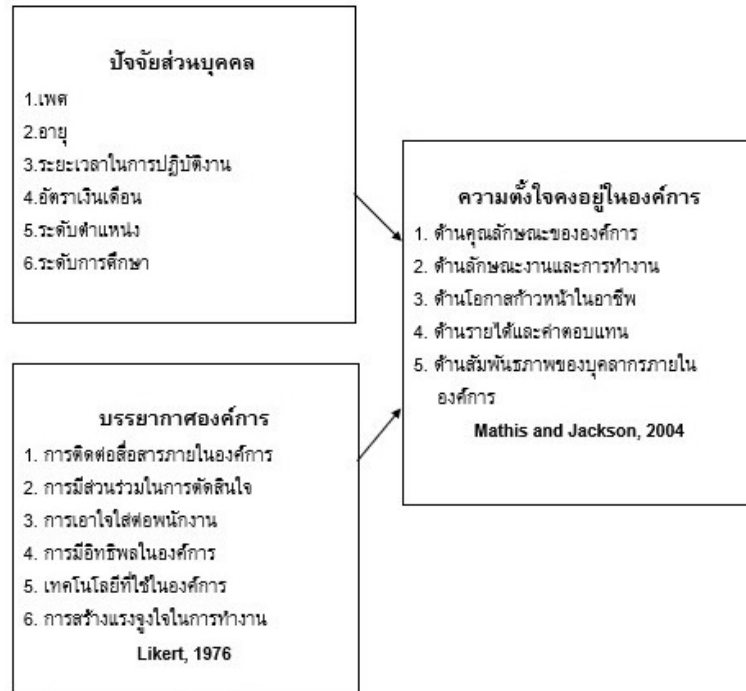 ปัจจัยส่วนบุคคล
1.เพศ
2.อายุ
3.ระยะเวลาในการปฏิบัติงาน
4.อัตราเงินเดือน
5.ระดับตำแหน่ง
6.ระดับการศึกษา
บรรยากาศองค์การ
1. การติดต่อสื่อสารภายในองค์การ
2. การมีส่วนร่วมในการตัดสินใจ
3. การเอาใจใส่ต่อพนักงาน
4. การมีอิทธิพลในองค์การ
5. เทคโนโลยีที่ใช้ในองค์การ
6. การสร้างแรงจูงใจในการทำงาน
Likert, 1976
ความตั้งใจคงอยู่ในองค์การ
1. ด้านคุณลักษณะขององค์การ
2. ด้านลักษณะงานและการทำงาน
3. ด้านโอกาสก้าวหน้าในอาชีพ
4. ด้านรายได้และค่าตอบแทน
5. ด้านสัมพันธภาพของบุคลากรภายใน
องค์การ
Mathis and Jackson, 2004